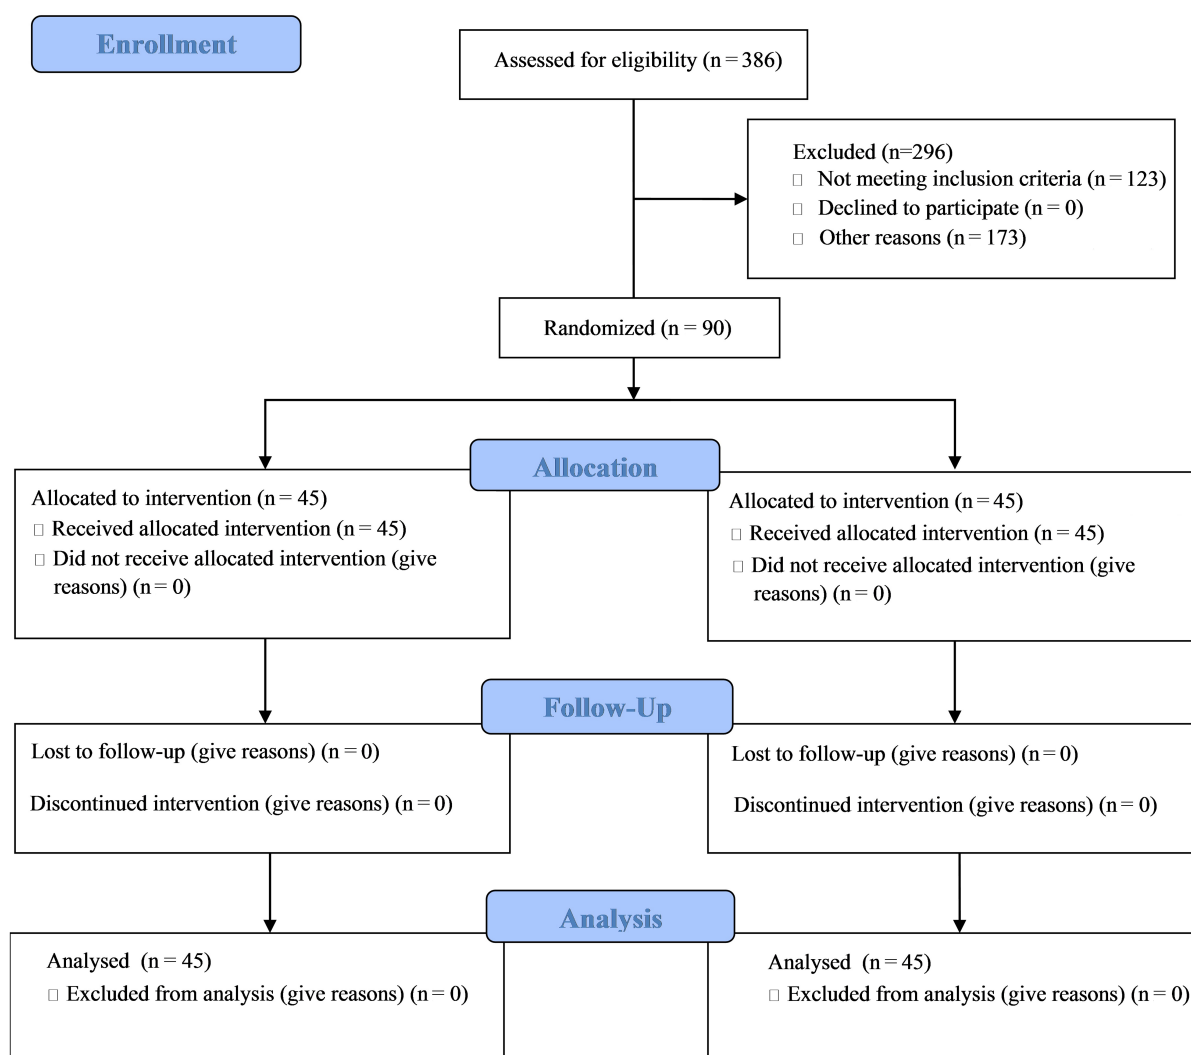 Enrollment
Assessed for eligibility (n = 386)
Excluded (n=296)
□ Not meeting inclusion criteria (n = 123)
□ Declined to participate (n = 0)
□ Other reasons (n = 173)
Randomized (n = 90)
Allocation
Allocated to intervention (n = 45)
□ Received allocated intervention (n = 45)
□ Did not receive allocated intervention (give
reasons) (n = 0)
Allocated to intervention (n = 45)
□ Received allocated intervention (n = 45)
□ Did not receive allocated intervention (give
reasons) (n = 0)
Follow-Up
Lost to follow-up (give reasons) (n = 0)
Discontinued intervention (give reasons) (n = 0)
Lost to follow-up (give reasons) (n = 0)
Discontinued intervention (give reasons) (n = 0)
Analysis
Analysed (n = 45)
□ Excluded from analysis (give reasons) (n = 0)
Analysed (n = 45)
□ Excluded from analysis (give reasons) (n = 0)